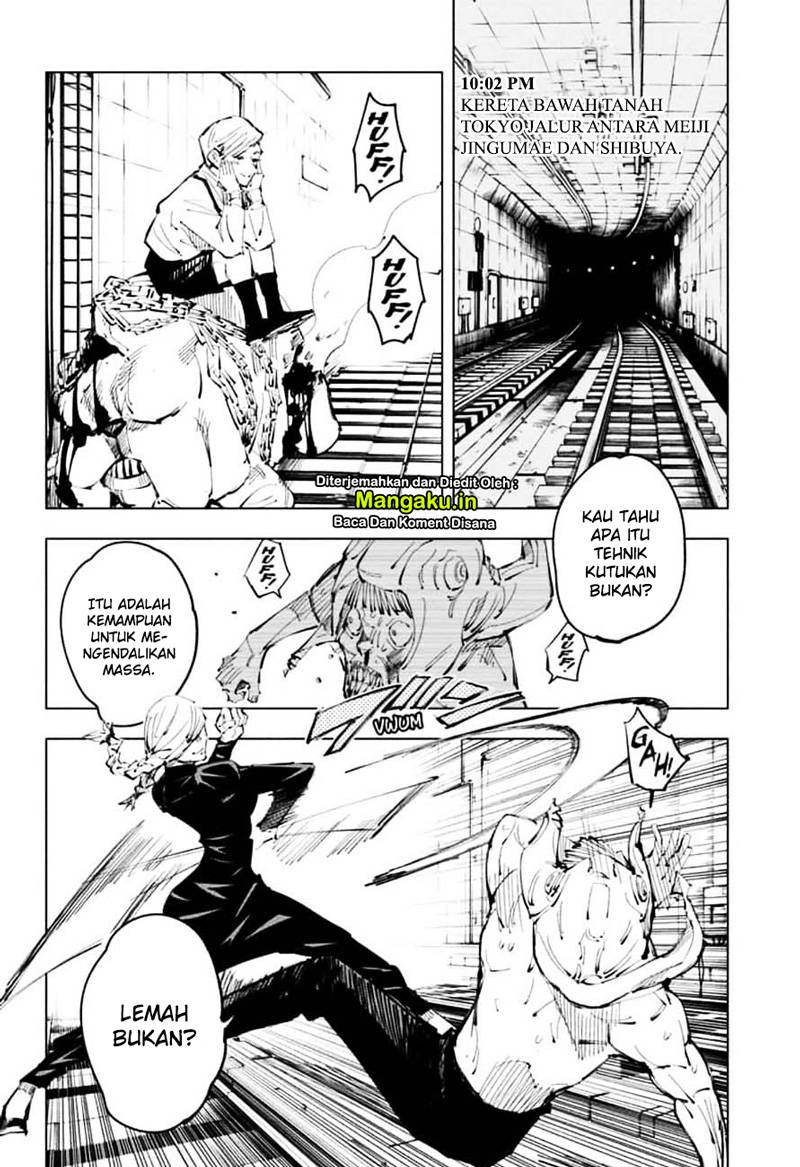 10:02 PM
KERETA BAWAH TANAH
TOKYO JALUR ANTARA MEIJI
JINGUMAE DAN SHIBUYA.
HUFF!
HUFF!
Diterjemahkan dan Diedit Oleh :
Mangaku.in
Baca Dan Koment Disana
KAU TAHU
APA ITU
TEHNIK
KUTUKAN
BUKAN?
HUFF!
HUFF!
ITU ADALAH
KEMAMPUAN
UNTUK ME-
NGENDALIKAN
MASSA.
VWUM
GAH!
LEMAH
BUKAN?